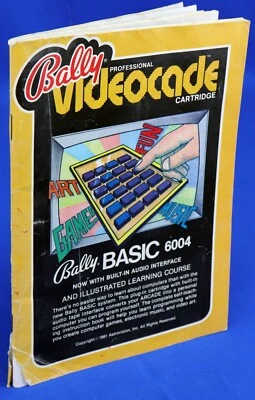 Bally
PROFESSIONAL
Videocade
CARTRIDGE
ART
FUN
GAMES
MUSIC
Bally BASIC 6004
NOW WITH BUILT-IN AUDIO INTERFACE
AND ILLUSTRATED LEARNING COURSE
There's no easier way to learn about computers than with the
new Bally BASIC system. This plug-in cartridge with built-in
audio tape interface converts your ARCADE into a personal
computer you can program yourself. The complete self-teach-
ing instruction book will help you learn programming while
you create computer games, electronic music, and video art.
Copyright 1981 Astrovision, Inc. All Rights Reserved.